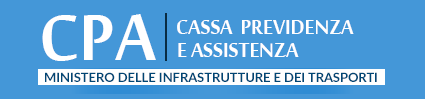 CPA
CASSA PREVIDENZA
E ASSISTENZA
MINISTERO DELLE INFRASTRUTTURE E DEI TRASPORTI